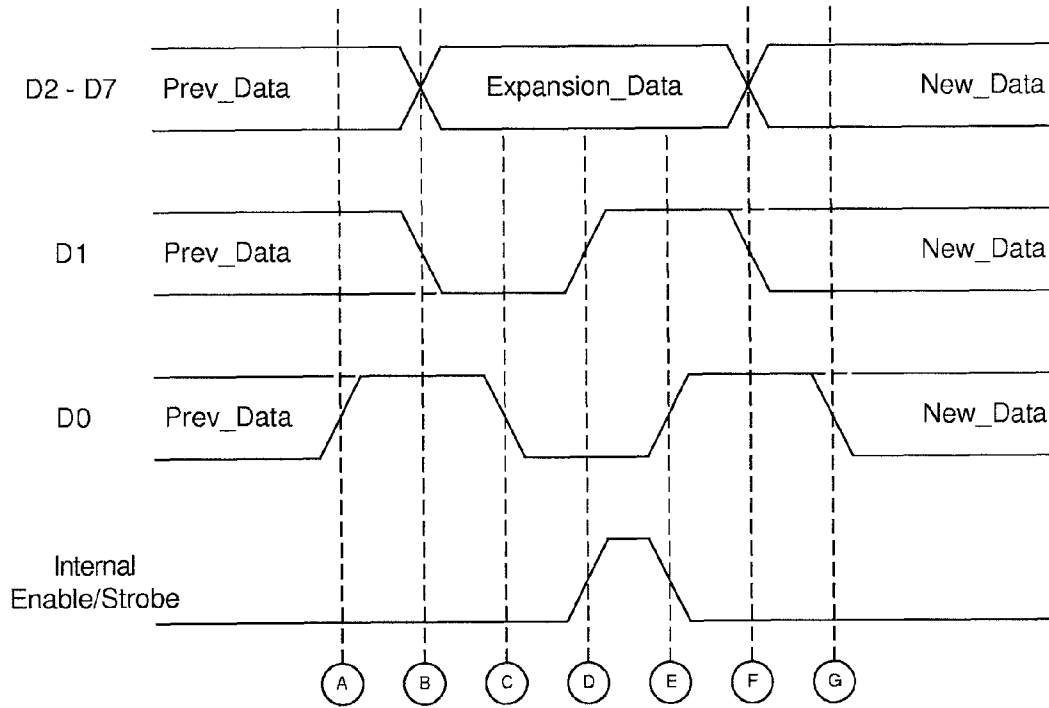 D2 - D7 Prev_Data Expansion_Data New_Data
D1 Prev_Data New_Data
D0 Prev_Data New_Data
Internal
Enable/Strobe
A B C D E F G